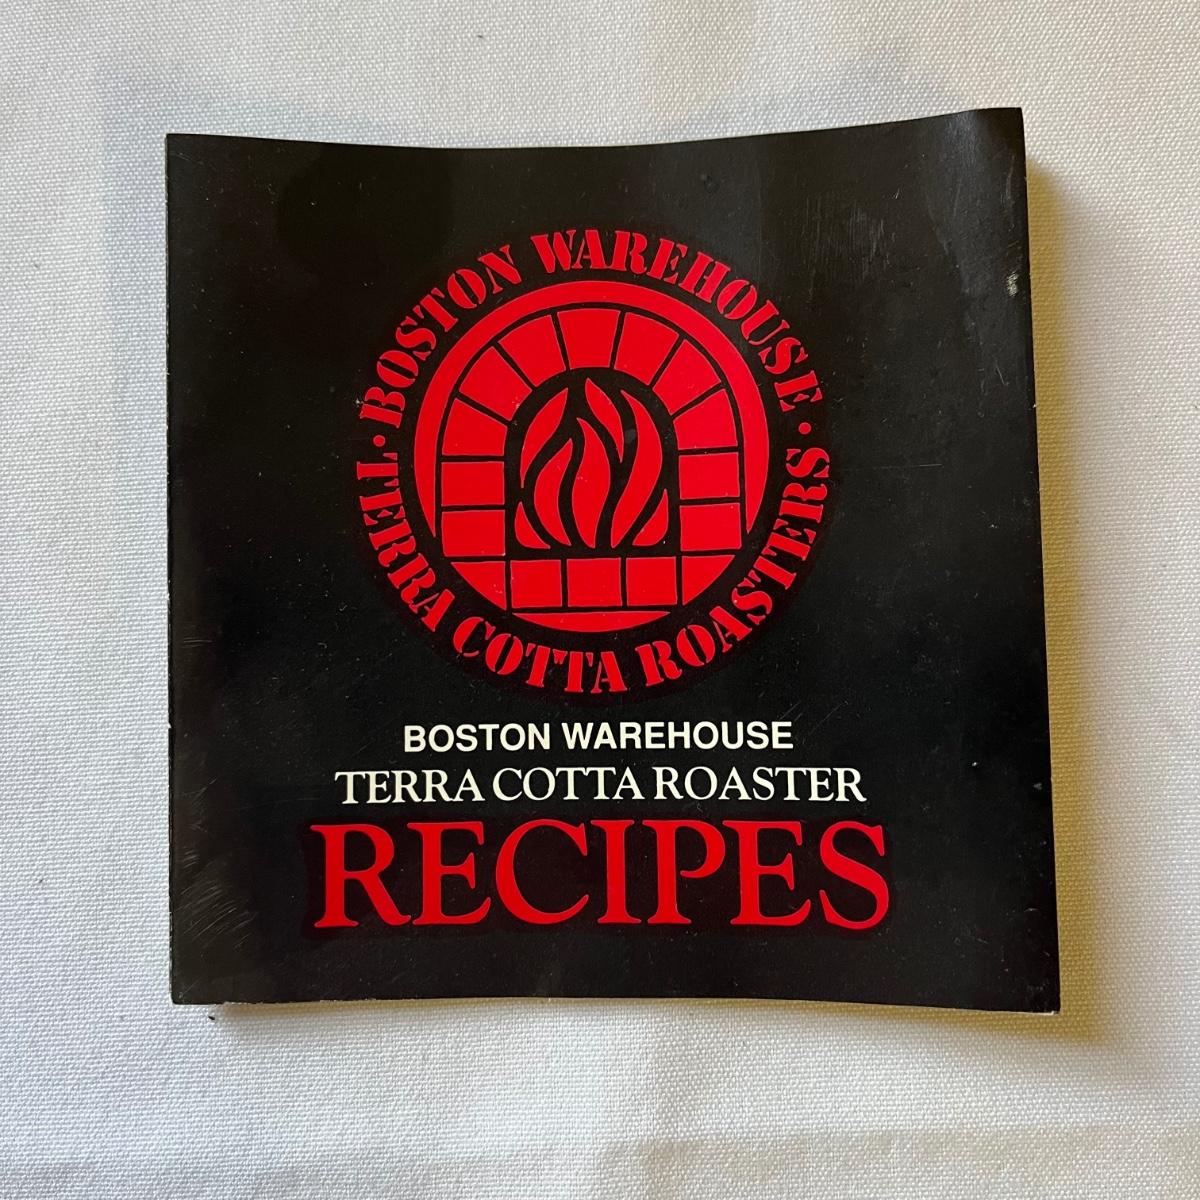 · BOSTON WAREHOUSE ·
TERRA COTTA ROASTERS
BOSTON WAREHOUSE
TERRA COTTA ROASTER
RECIPES